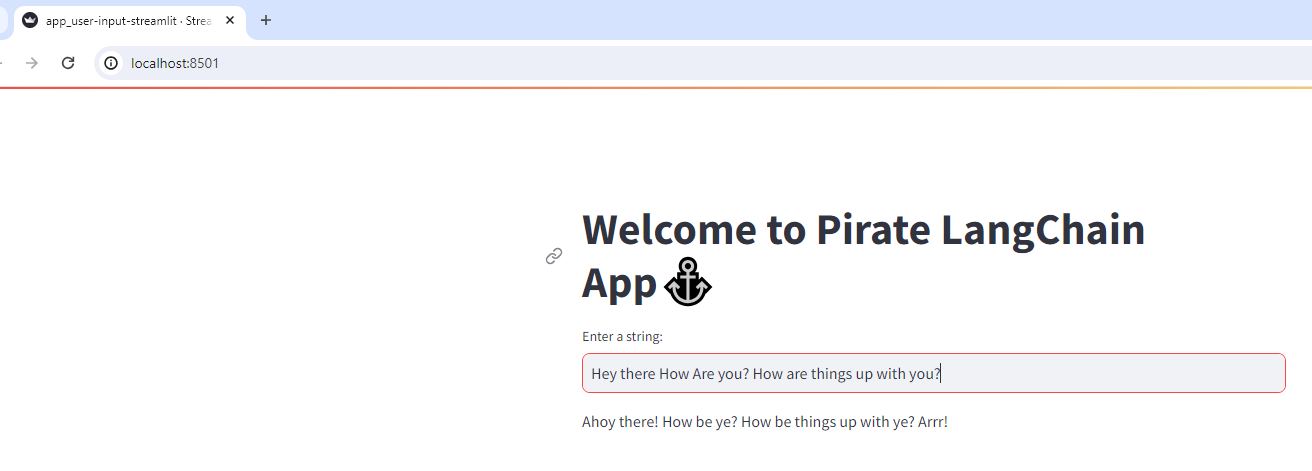 app_user-input-streamlit · Strea
localhost:8501
Welcome to Pirate LangChain
App
Enter a string:
Hey there How Are you? How are things up with you?
Ahoy there! How be ye? How be things up with ye? Arrr!